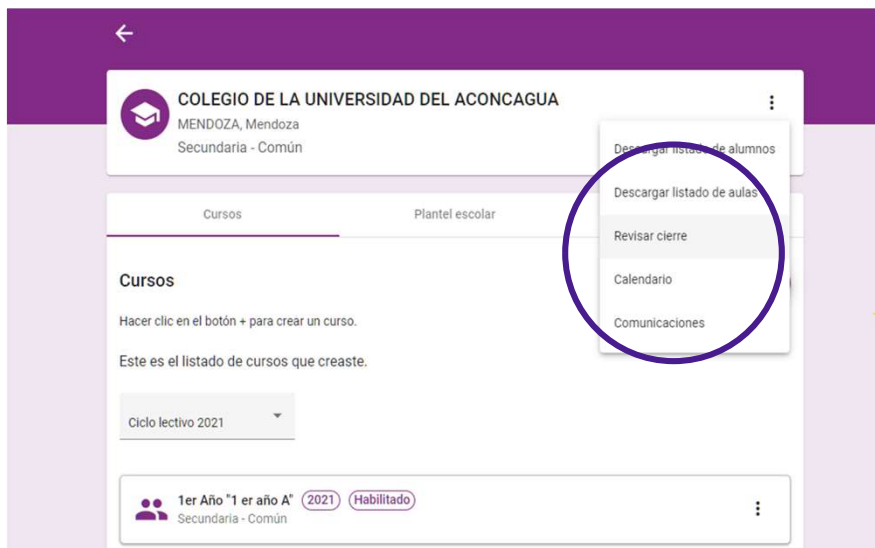 COLEGIO DE LA UNIVERSIDAD DEL ACONCAGUA
MENDOZA, Mendoza
Secundaria - Común
Descargar listado de alumnos
Descargar listado de aulas
Revisar cierre
Calendario
Comunicaciones
Cursos
Plantel escolar
Cursos
Hacer clic en el botón + para crear un curso.
Este es el listado de cursos que creaste.
Ciclo lectivo 2021
1er Año "1 er año A" 2021 Habilitado
Secundaria - Común